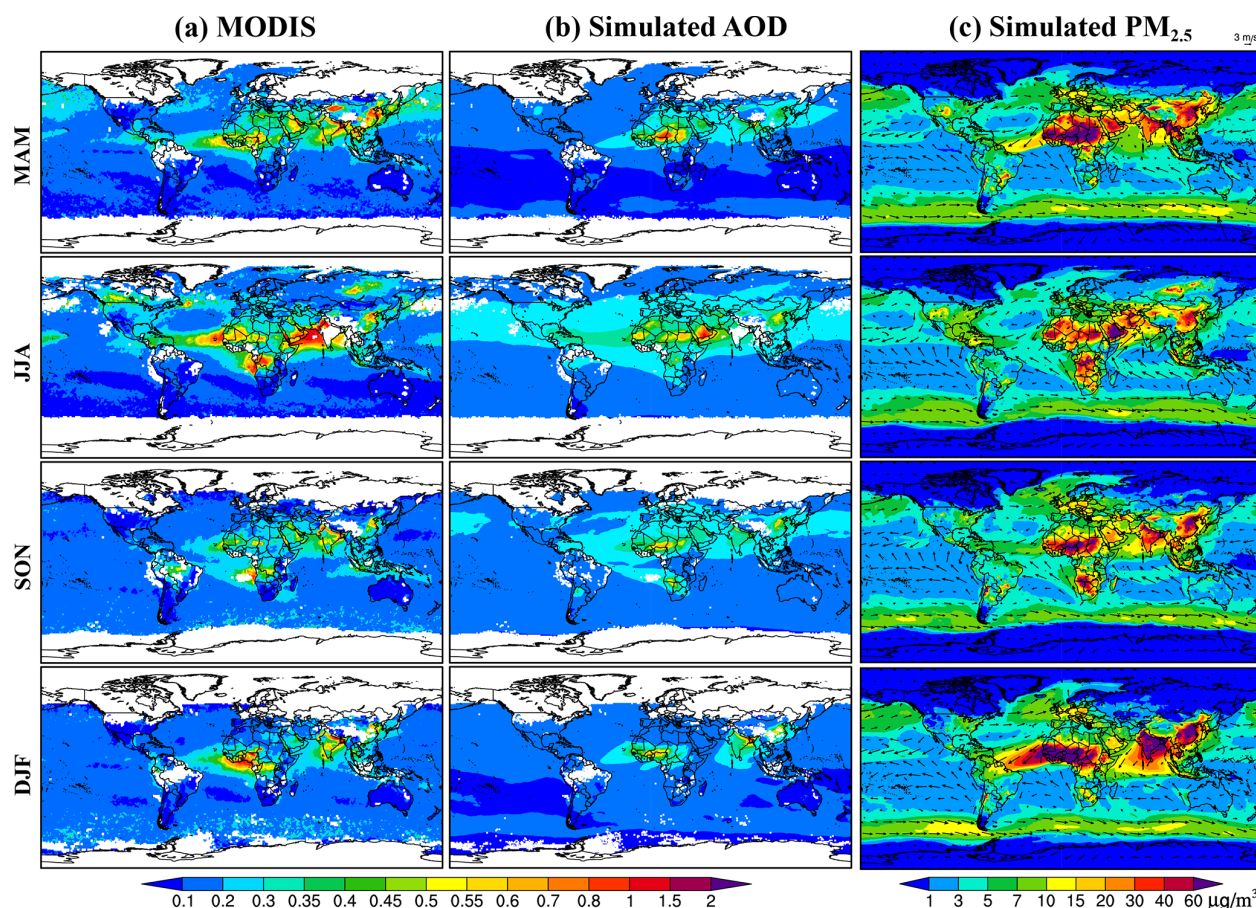 (a) MODIS
(b) Simulated AOD
(c) Simulated PM2.5
3 m/s
MAM
JJA
SON
DJF
0.1 0.2 0.3 0.35 0.4 0.45 0.5 0.55 0.6 0.7 0.8 1 1.5 2
1 3 5 7 10 15 20 30 40 60 µg/m³